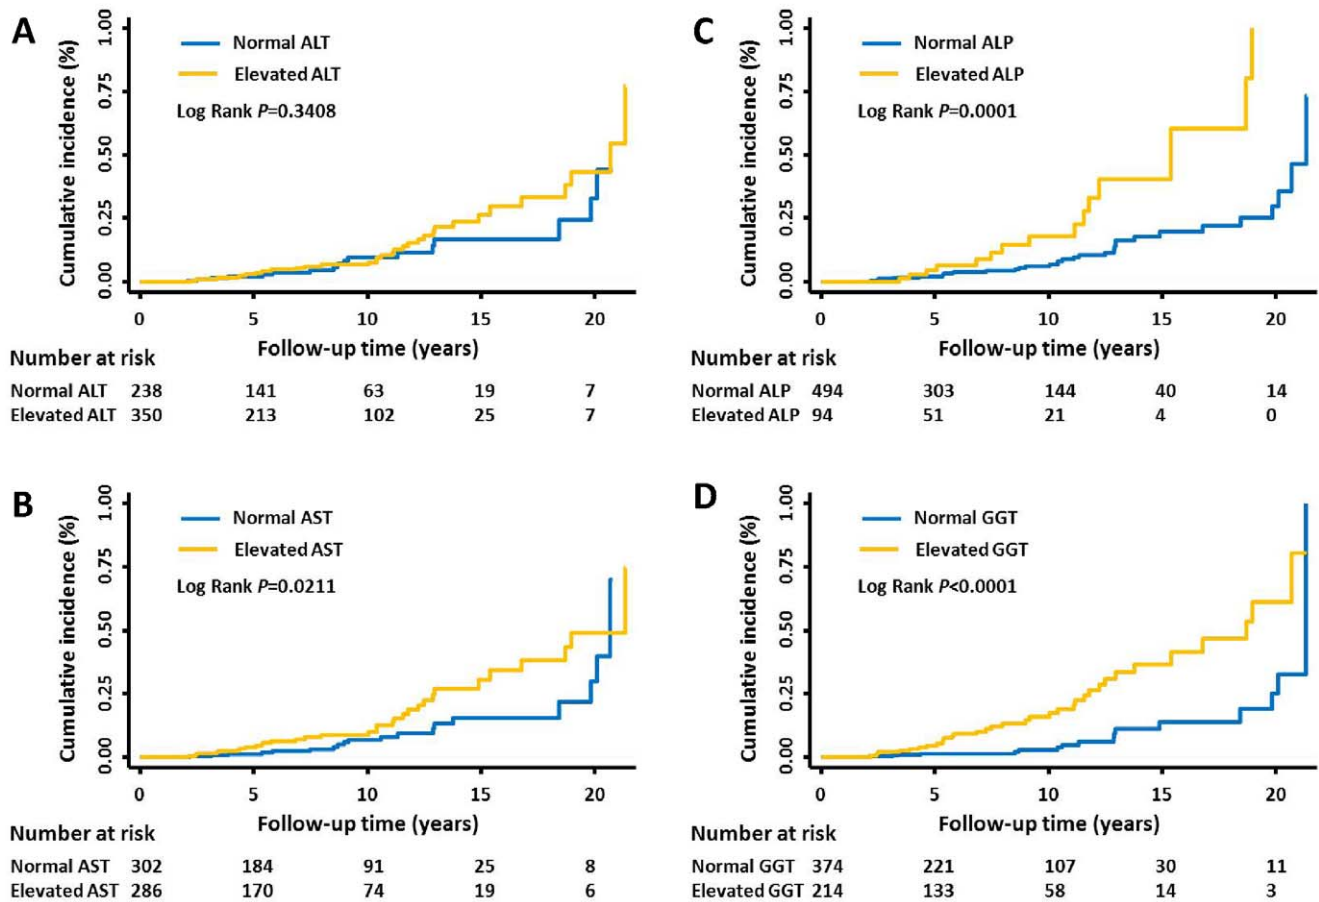 A
Cumulative incidence (%)
1.00
0.75
0.50
0.25
0.00
Normal ALT
Elevated ALT
Log Rank P=0.3408
0 5 10 15 20
Follow-up time (years)
Number at risk
Normal ALT 238 141 63 19 7
Elevated ALT 350 213 102 25 7
C
Cumulative incidence (%)
1.00
0.75
0.50
0.25
0.00
Normal ALP
Elevated ALP
Log Rank P=0.0001
0 5 10 15 20
Follow-up time (years)
Number at risk
Normal ALP 494 303 144 40 14
Elevated ALP 94 51 21 4 0
B
Cumulative incidence (%)
1.00
0.75
0.50
0.25
0.00
Normal AST
Elevated AST
Log Rank P=0.0211
0 5 10 15 20
Follow-up time (years)
Number at risk
Normal AST 302 184 91 25 8
Elevated AST 286 170 74 19 6
D
Cumulative incidence (%)
1.00
0.75
0.50
0.25
0.00
Normal GGT
Elevated GGT
Log Rank P<0.0001
0 5 10 15 20
Follow-up time (years)
Number at risk
Normal GGT 374 221 107 30 11
Elevated GGT 214 133 58 14 3